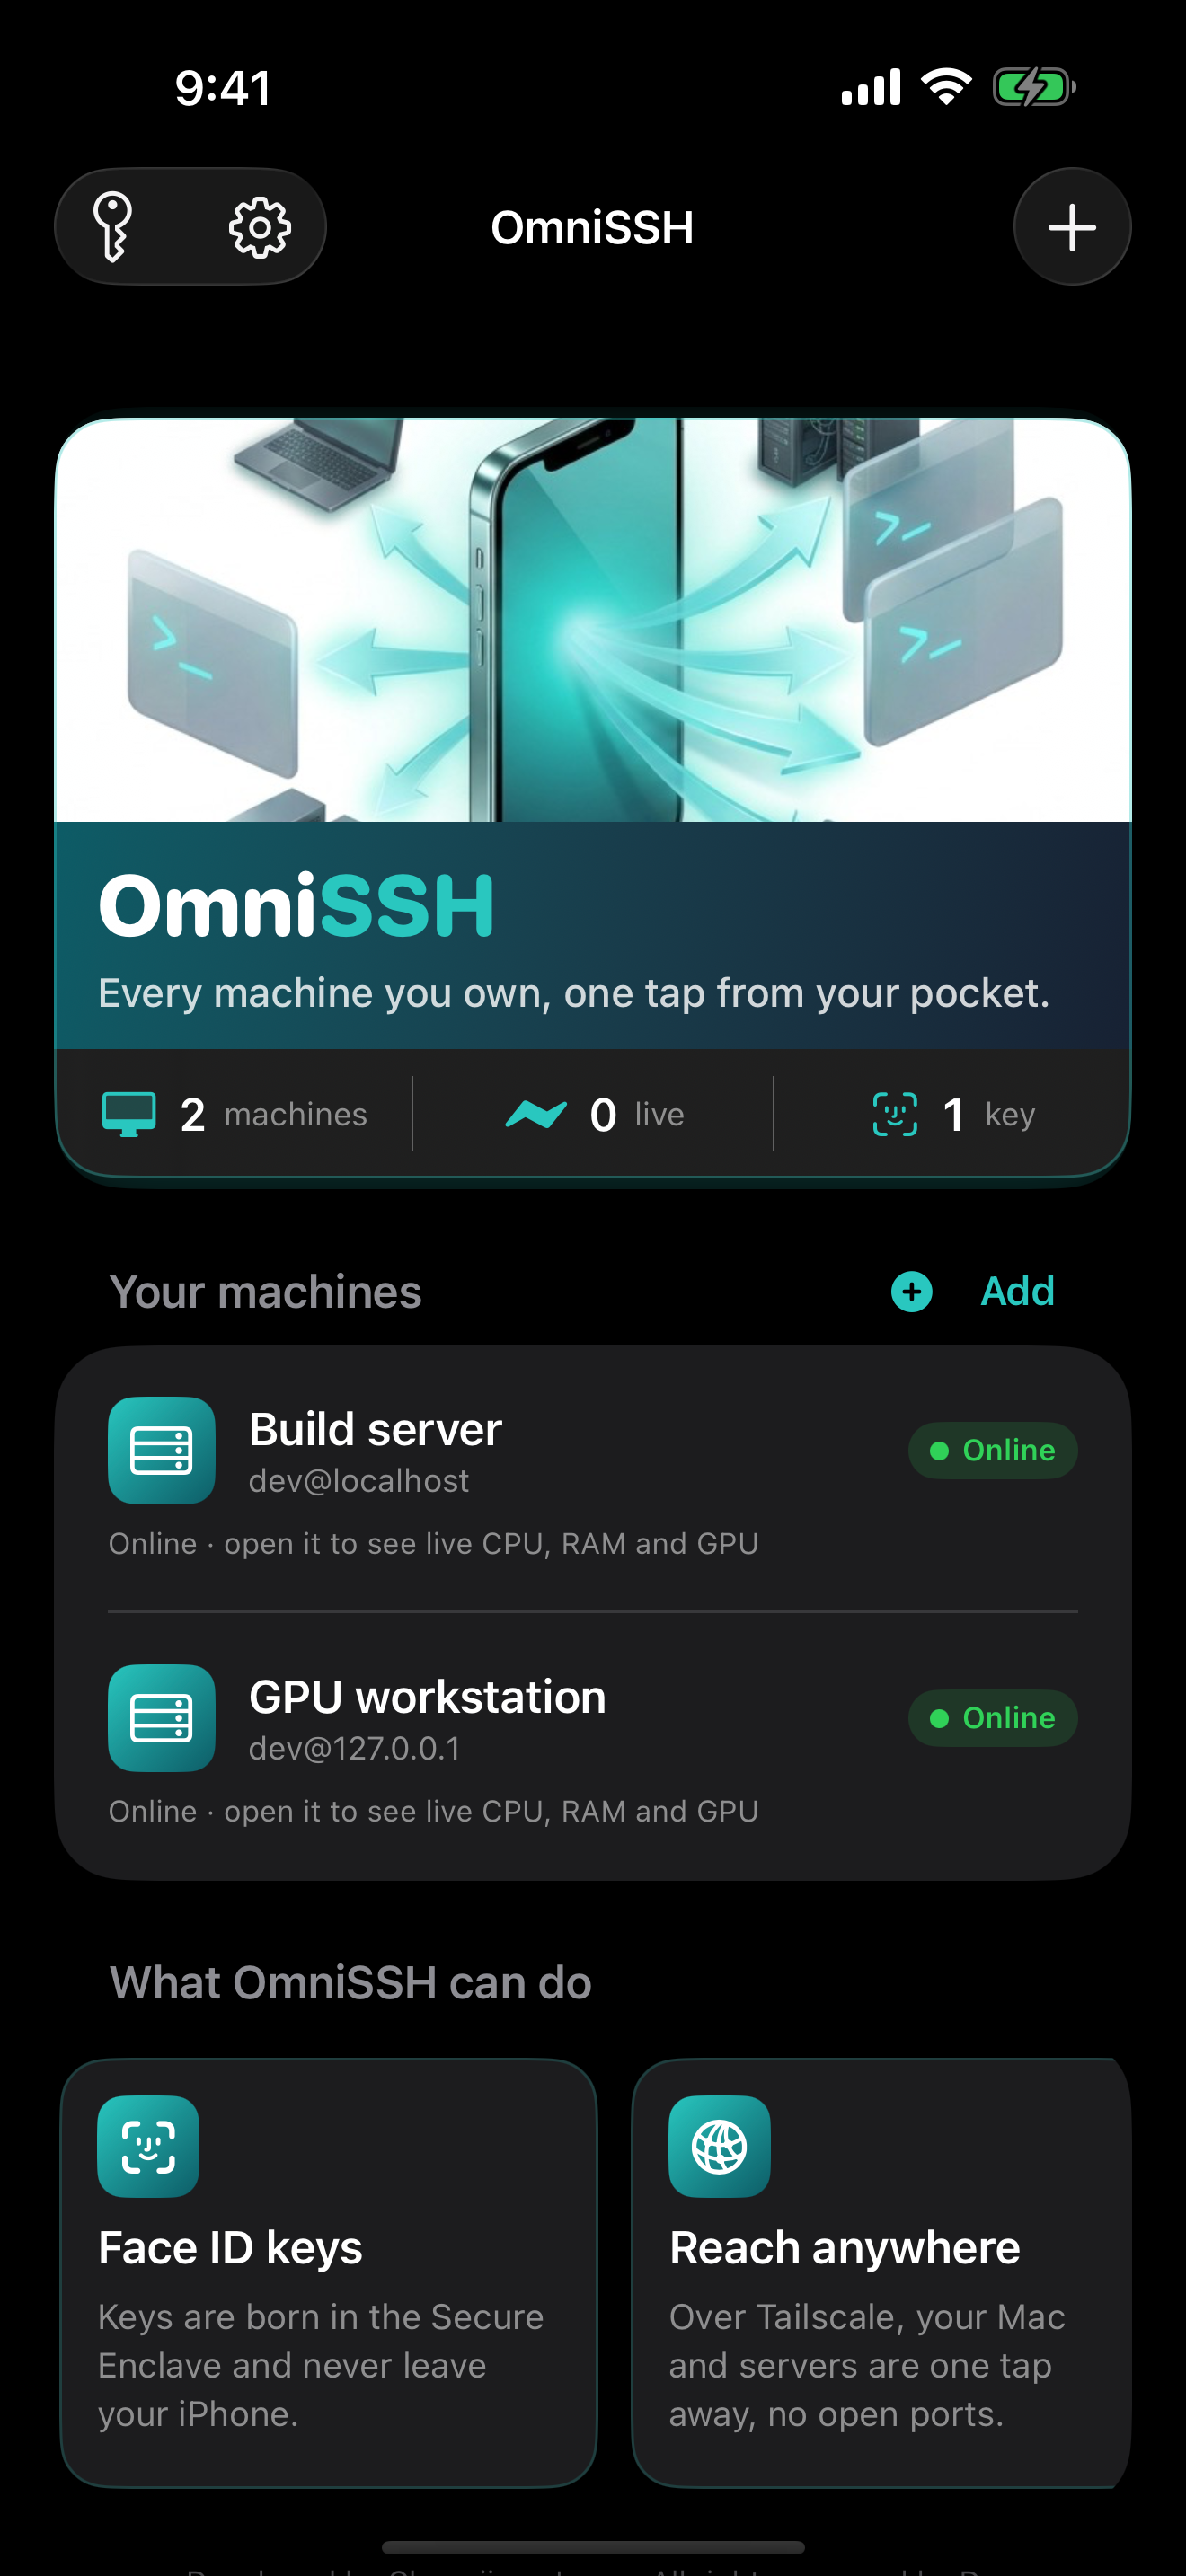 9:41
OmniSSH
>_
>_
>_
OmniSSH
Every machine you own, one tap from your pocket.
2 machines
0 live
1 key
Your machines
Add
Build server
dev@localhost
Online
Online · open it to see live CPU, RAM and GPU
GPU workstation
dev@127.0.0.1
Online
Online · open it to see live CPU, RAM and GPU
What OmniSSH can do
Face ID keys
Keys are born in the Secure
Enclave and never leave
your iPhone.
Reach anywhere
Over Tailscale, your Mac
and servers are one tap
away, no open ports.